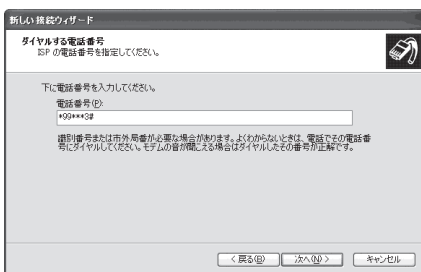 新しい接続ウィザード
ダイヤルする電話番号
ISP の電話番号を指定してください。
下に電話番号を入力してください。
電話番号(P):
*99***3#
識別番号または市外局番が必要な場合があります。よくわからないときは、電話でその電話番
号にダイヤルしてください。モデムの音が聞こえる場合はダイヤルしたその番号が正解です。
< 戻る(B)
次へ(N) >
キャンセル